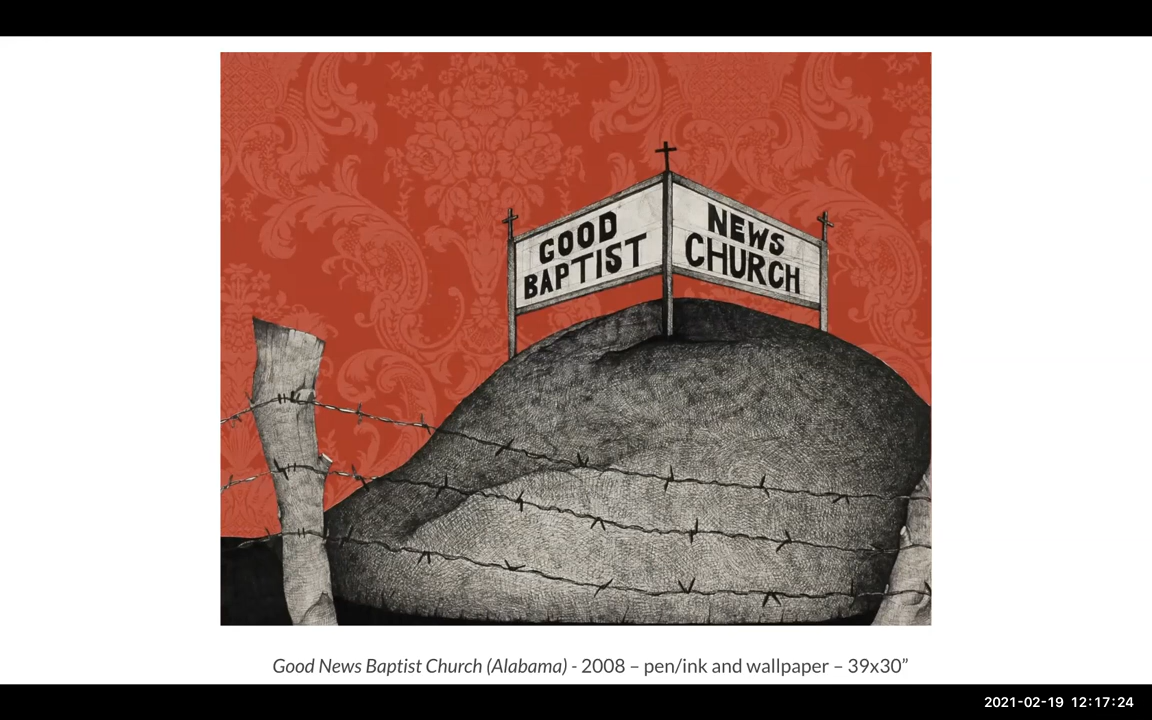 GOOD
BAPTIST
NEWS
CHURCH
Good News Baptist Church (Alabama) - 2008 – pen/ink and wallpaper – 39x30”
2021-02-19 12:17:24